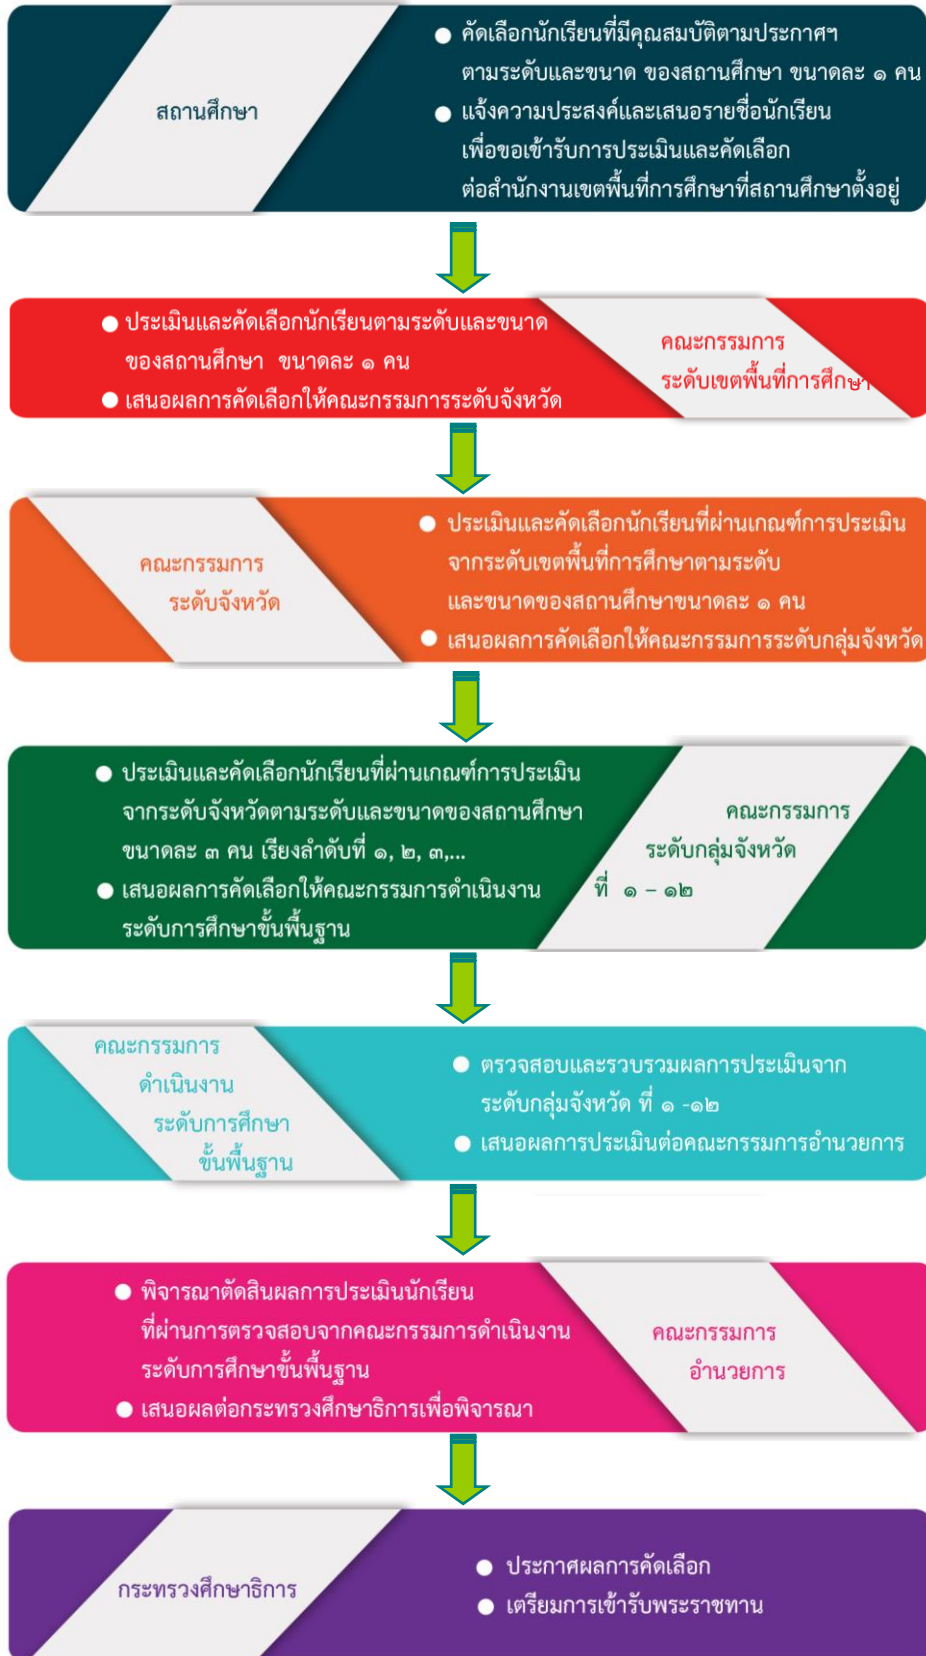 สถานศึกษา
คัดเลือกนักเรียนที่มีคุณสมบัติตามประกาศฯ
ตามระดับและขนาด ของสถานศึกษา ขนาดละ ๑ คน
แจ้งความประสงค์และเสนอรายชื่อนักเรียน
เพื่อขอเข้ารับการประเมินและคัดเลือก
ต่อสำนักงานเขตพื้นที่การศึกษาที่สถานศึกษาตั้งอยู่
ประเมินและคัดเลือกนักเรียนตามระดับและขนาด
ของสถานศึกษา ขนาดละ ๑ คน
เสนอผลการคัดเลือกให้คณะกรรมการระดับจังหวัด
คณะกรรมการ
ระดับเขตพื้นที่การศึกษา
คณะกรรมการ
ระดับจังหวัด
ประเมินและคัดเลือกนักเรียนที่ผ่านเกณฑ์การประเมิน
จากระดับเขตพื้นที่การศึกษาตามระดับ
และขนาดของสถานศึกษาขนาดละ ๑ คน
เสนอผลการคัดเลือกให้คณะกรรมการระดับกลุ่มจังหวัด
ประเมินและคัดเลือกนักเรียนที่ผ่านเกณฑ์การประเมิน
จากระดับจังหวัดตามระดับและขนาดของสถานศึกษา
ขนาดละ ๓ คน เรียงลำดับที่ ๑, ๒, ๓,...
เสนอผลการคัดเลือกให้คณะกรรมการดำเนินงาน
ระดับการศึกษาขั้นพื้นฐาน
คณะกรรมการ
ระดับกลุ่มจังหวัด
ที่ ๑ – ๑๒
คณะกรรมการ
ดำเนินงาน
ระดับการศึกษา
ขั้นพื้นฐาน
ตรวจสอบและรวบรวมผลการประเมินจาก
ระดับกลุ่มจังหวัด ที่ ๑ -๑๒
เสนอผลการประเมินต่อคณะกรรมการอำนวยการ
พิจารณาตัดสินผลการประเมินนักเรียน
ที่ผ่านการตรวจสอบจากคณะกรรมการดำเนินงาน
ระดับการศึกษาขั้นพื้นฐาน
เสนอผลต่อกระทรวงศึกษาธิการเพื่อพิจารณา
คณะกรรมการ
อำนวยการ
กระทรวงศึกษาธิการ
ประกาศผลการคัดเลือก
เตรียมการเข้ารับพระราชทาน